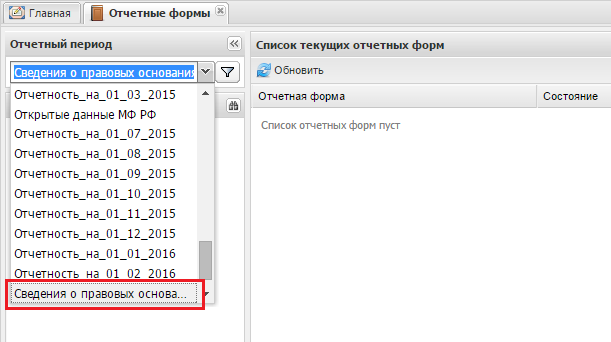 Главная
Отчетные формы
Отчетный период
Сведения о правовых основания
Отчетность_на_01_03_2015
Открытые данные МФ РФ
Отчетность_на_01_07_2015
Отчетность_на_01_08_2015
Отчетность_на_01_09_2015
Отчетность_на_01_10_2015
Отчетность_на_01_11_2015
Отчетность_на_01_12_2015
Отчетность_на_01_01_2016
Отчетность_на_01_02_2016
Сведения о правовых основа...
Список текущих отчетных форм
Обновить
Отчетная форма
Состояние
Список отчетных форм пуст